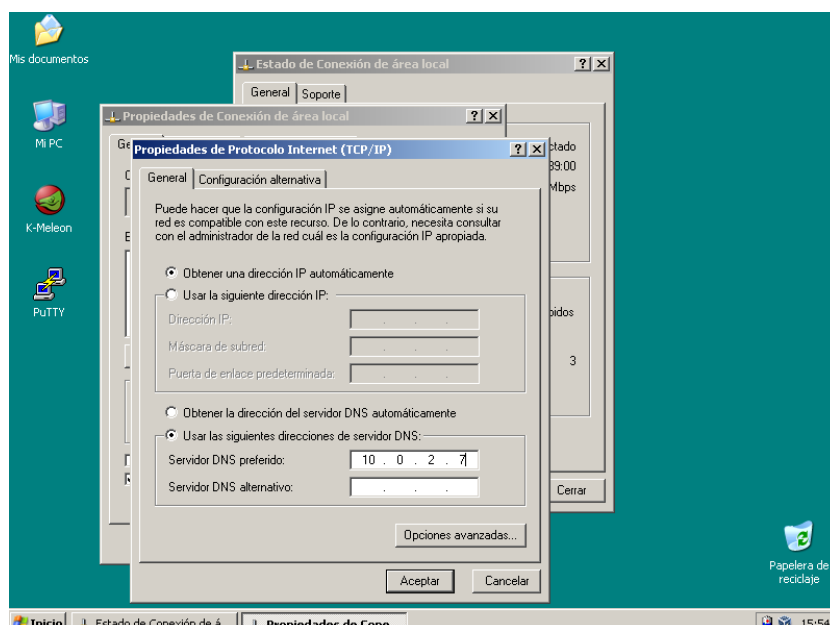 Mis documentos
Mi PC
K-Meleon
PuTTY
Estado de Conexión de área local
General
Soporte
39:00
Mbps
3
Cerrar
Propiedades de Conexión de área local
Ge
Propiedades de Protocolo Internet (TCP/IP)
General
Configuración alternativa
Puede hacer que la configuración IP se asigne automáticamente si su
red es compatible con este recurso. De lo contrario, necesita consultar
con el administrador de la red cuál es la configuración IP apropiada.
Obtener una dirección IP automáticamente
Usar la siguiente dirección IP:
Dirección IP:
Máscara de subred:
Puerta de enlace predeterminada:
Obtener la dirección del servidor DNS automáticamente
Usar las siguientes direcciones de servidor DNS:
Servidor DNS preferido: 10 . 0 . 2 . 7
Servidor DNS alternativo:
Opciones avanzadas...
Aceptar
Cancelar
Papelera de
reciclaje
Inicio
Estado de Conexión de á...
Propiedades de Cone...
15:54